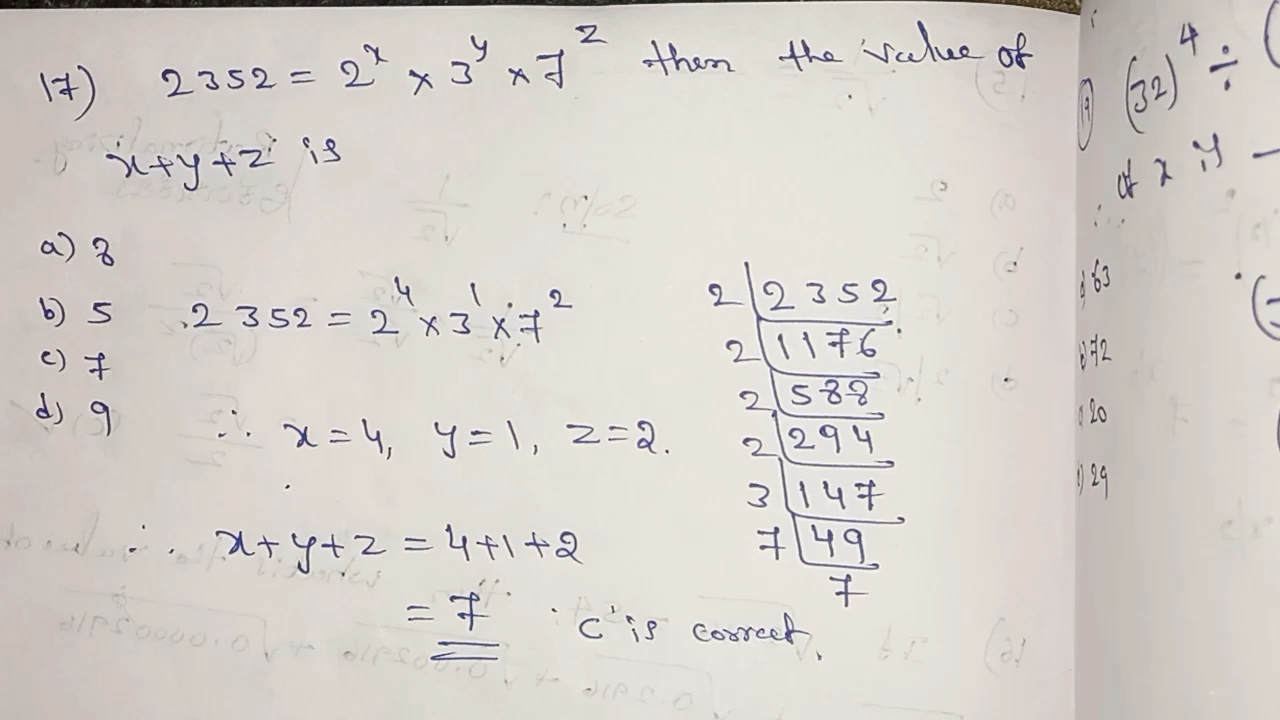 17) 2352 = 2^x × 3^y × 7^z then the value of
x+y+z is
a) 8
b) 5
c) 7
d) 9
2352 = 2^4 × 3^1 × 7^2
∴ x=4, y=1, z=2.
∴ x+y+z = 4+1+2
= 7 'c' is correct.
2 2352
2 1176
2 588
2 294
3 147
7 49
7
(32)^4 ÷
of x is
63
b) 72
20
29